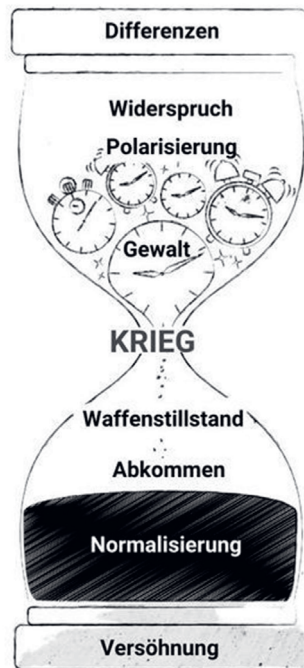 Differenzen
Widerspruch
Polarisierung
Gewalt
KRIEG
Waffenstillstand
Abkommen
Normalisierung
Versöhnung